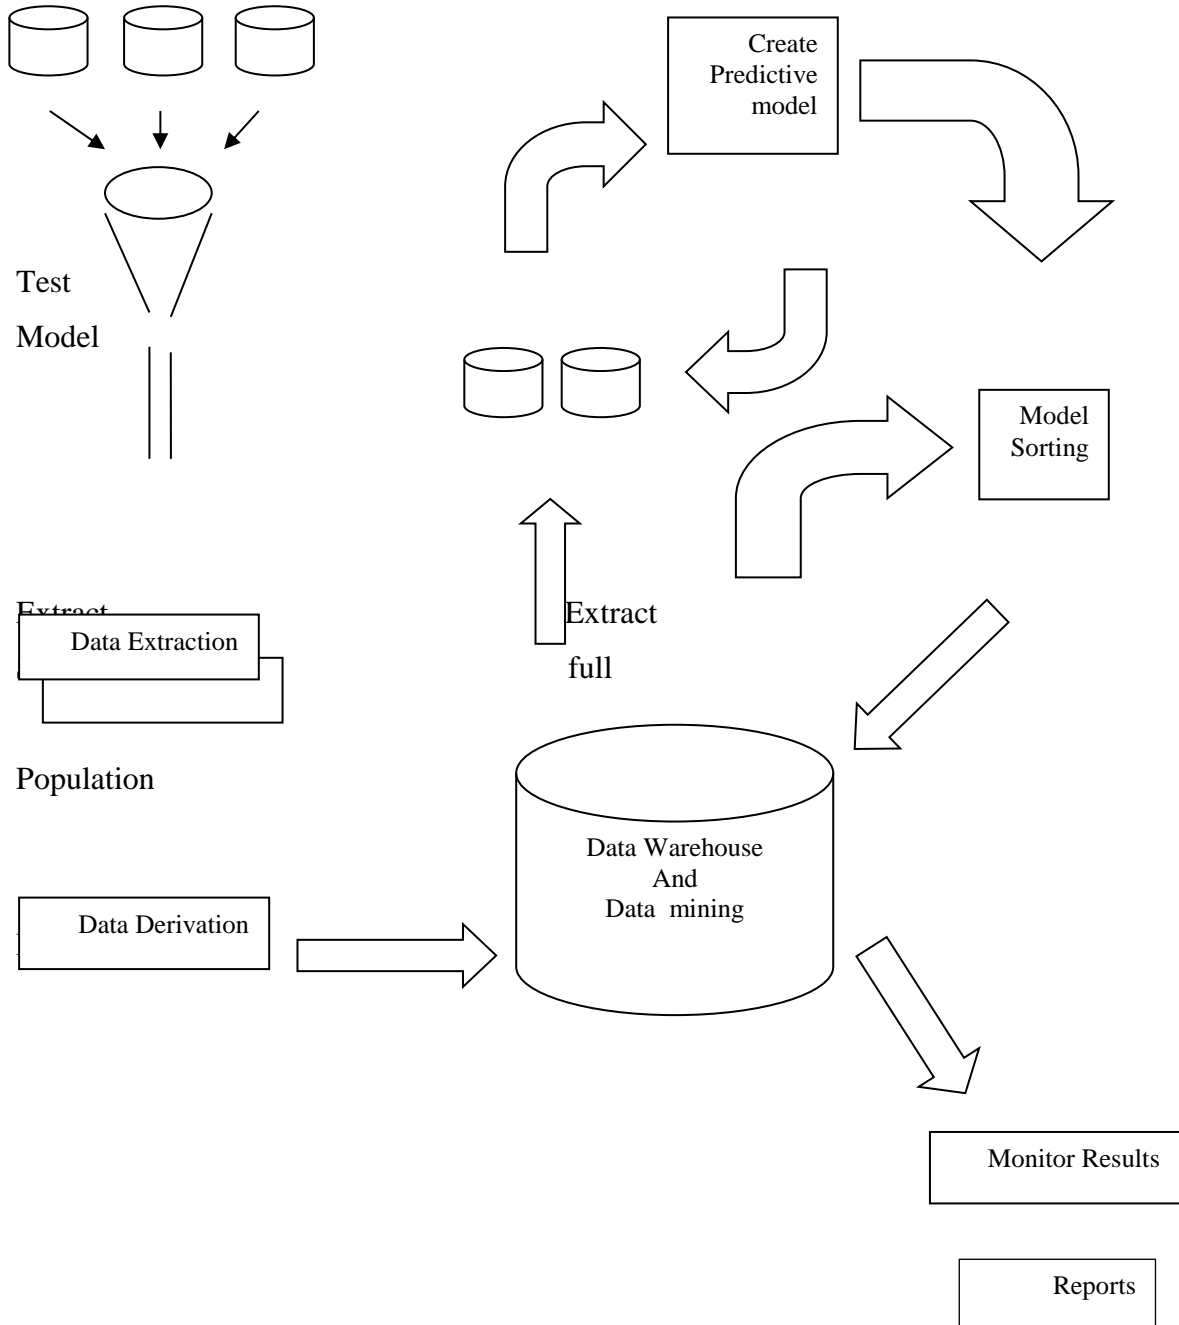 Create
Predictive
model
Test
Model
Model
Sorting
Extract
Data Extraction
Extract
full
Population
Data Warehouse
And
Data mining
Data Derivation
Monitor Results
Reports